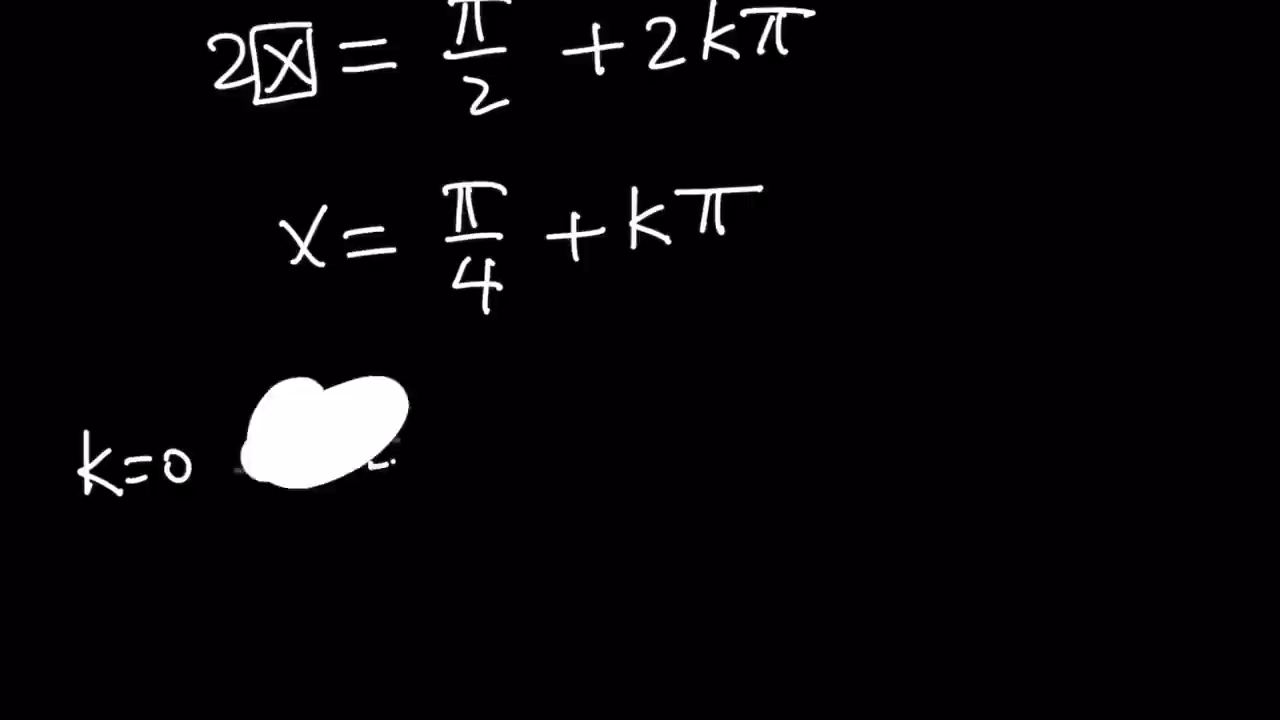 2x = π/2 + 2kπ
x = π/4 + kπ
k=0